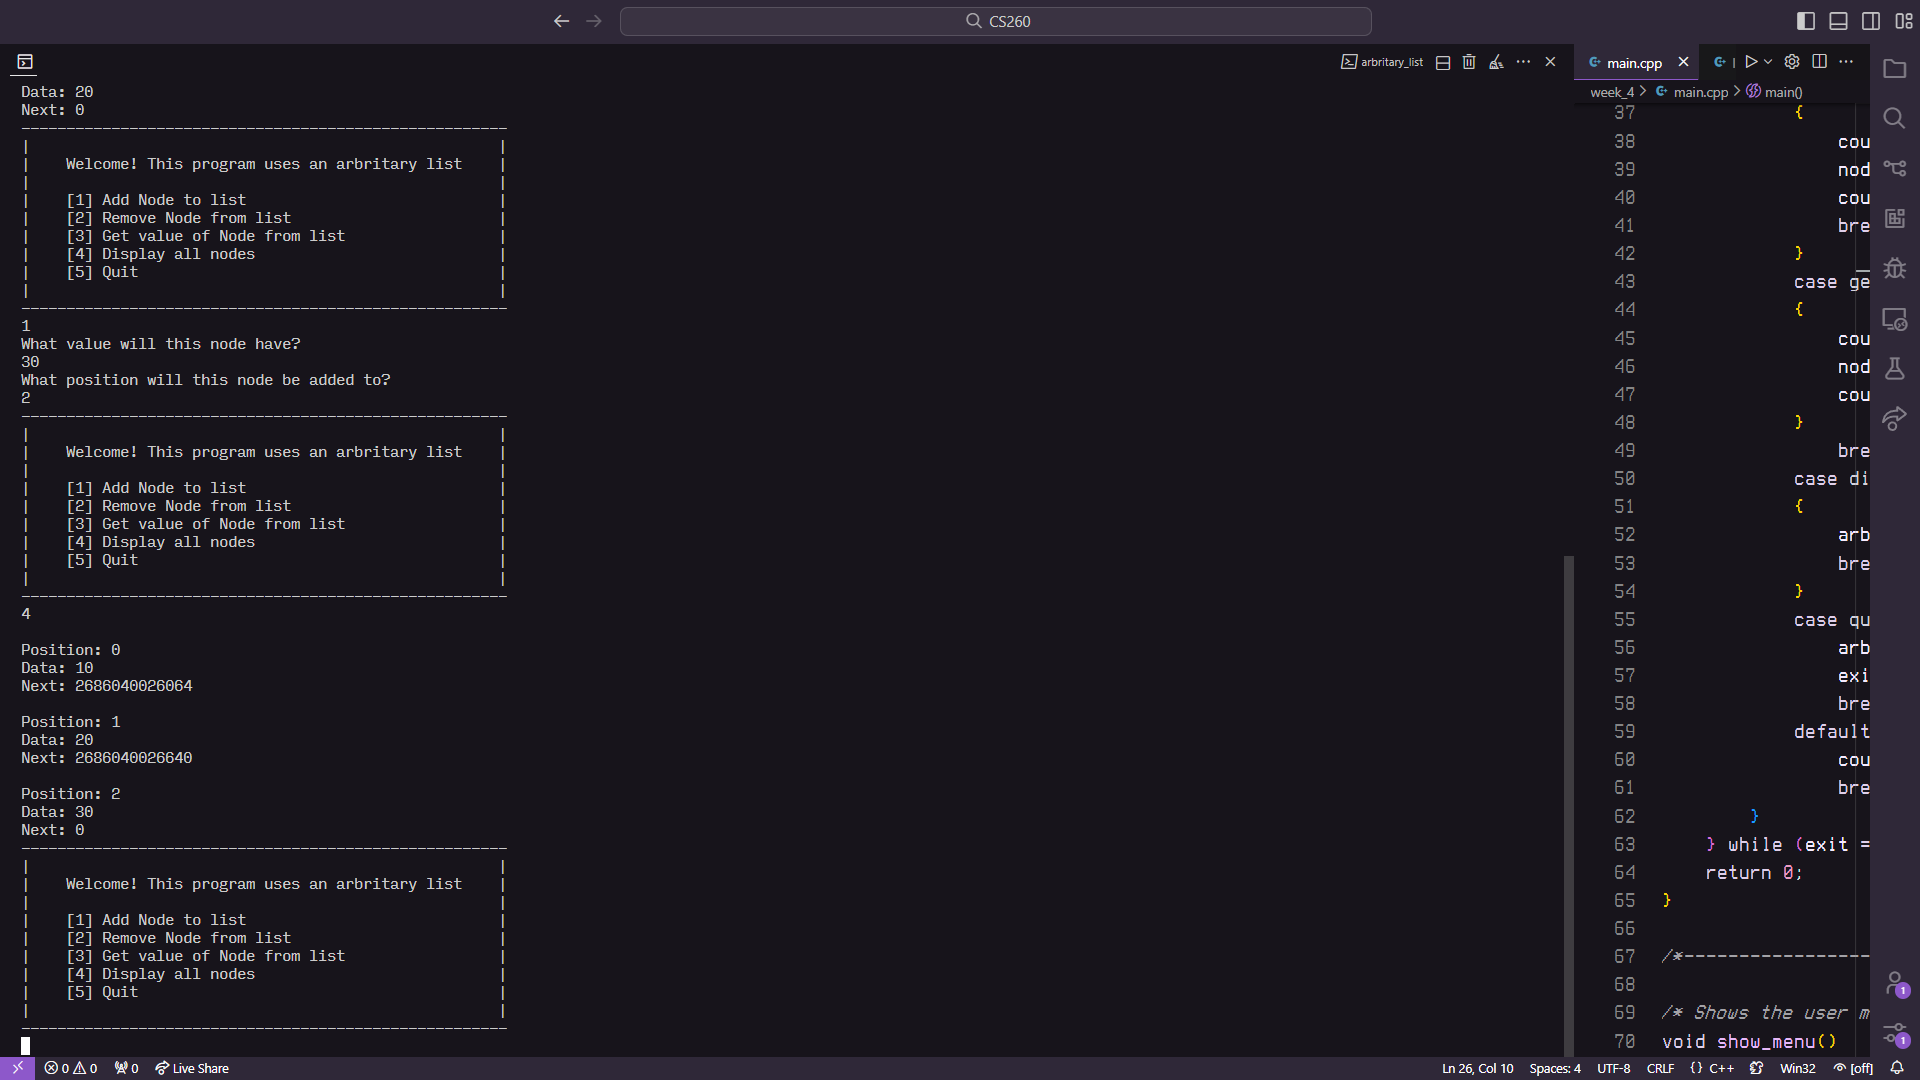 CS260
arbritary_list
main.cpp
week_4 > main.cpp > main()
Data: 20
Next: 0
------------------------------------------------------
|                                                    |
|    Welcome! This program uses an arbritary list    |
|                                                    |
|    [1] Add Node to list                            |
|    [2] Remove Node from list                       |
|    [3] Get value of Node from list                 |
|    [4] Display all nodes                           |
|    [5] Quit                                        |
|                                                    |
------------------------------------------------------
1
What value will this node have?
30
What position will this node be added to?
2
------------------------------------------------------
|                                                    |
|    Welcome! This program uses an arbritary list    |
|                                                    |
|    [1] Add Node to list                            |
|    [2] Remove Node from list                       |
|    [3] Get value of Node from list                 |
|    [4] Display all nodes                           |
|    [5] Quit                                        |
|                                                    |
------------------------------------------------------
4
Position: 0
Data: 10
Next: 2686040026064
Position: 1
Data: 20
Next: 2686040026640
Position: 2
Data: 30
Next: 0
------------------------------------------------------
|                                                    |
|    Welcome! This program uses an arbritary list    |
|                                                    |
|    [1] Add Node to list                            |
|    [2] Remove Node from list                       |
|    [3] Get value of Node from list                 |
|    [4] Display all nodes                           |
|    [5] Quit                                        |
|                                                    |
------------------------------------------------------
37 {
38 cou
39 nod
40 cou
41 bre
42 }
43 case ge
44 {
45 cou
46 nod
47 cou
48 }
49 bre
50 case di
51 {
52 arb
53 bre
54 }
55 case qu
56 arb
57 exi
58 bre
59 default
60 cou
61 bre
62 }
63 } while (exit =
64 return 0;
65 }
66
67 /*-----------------
68
69 /* Shows the user m
70 void show_menu()
1
1
0 0 0 Live Share Ln 26, Col 10 Spaces: 4 UTF-8 CRLF {} C++ Win32 [off]